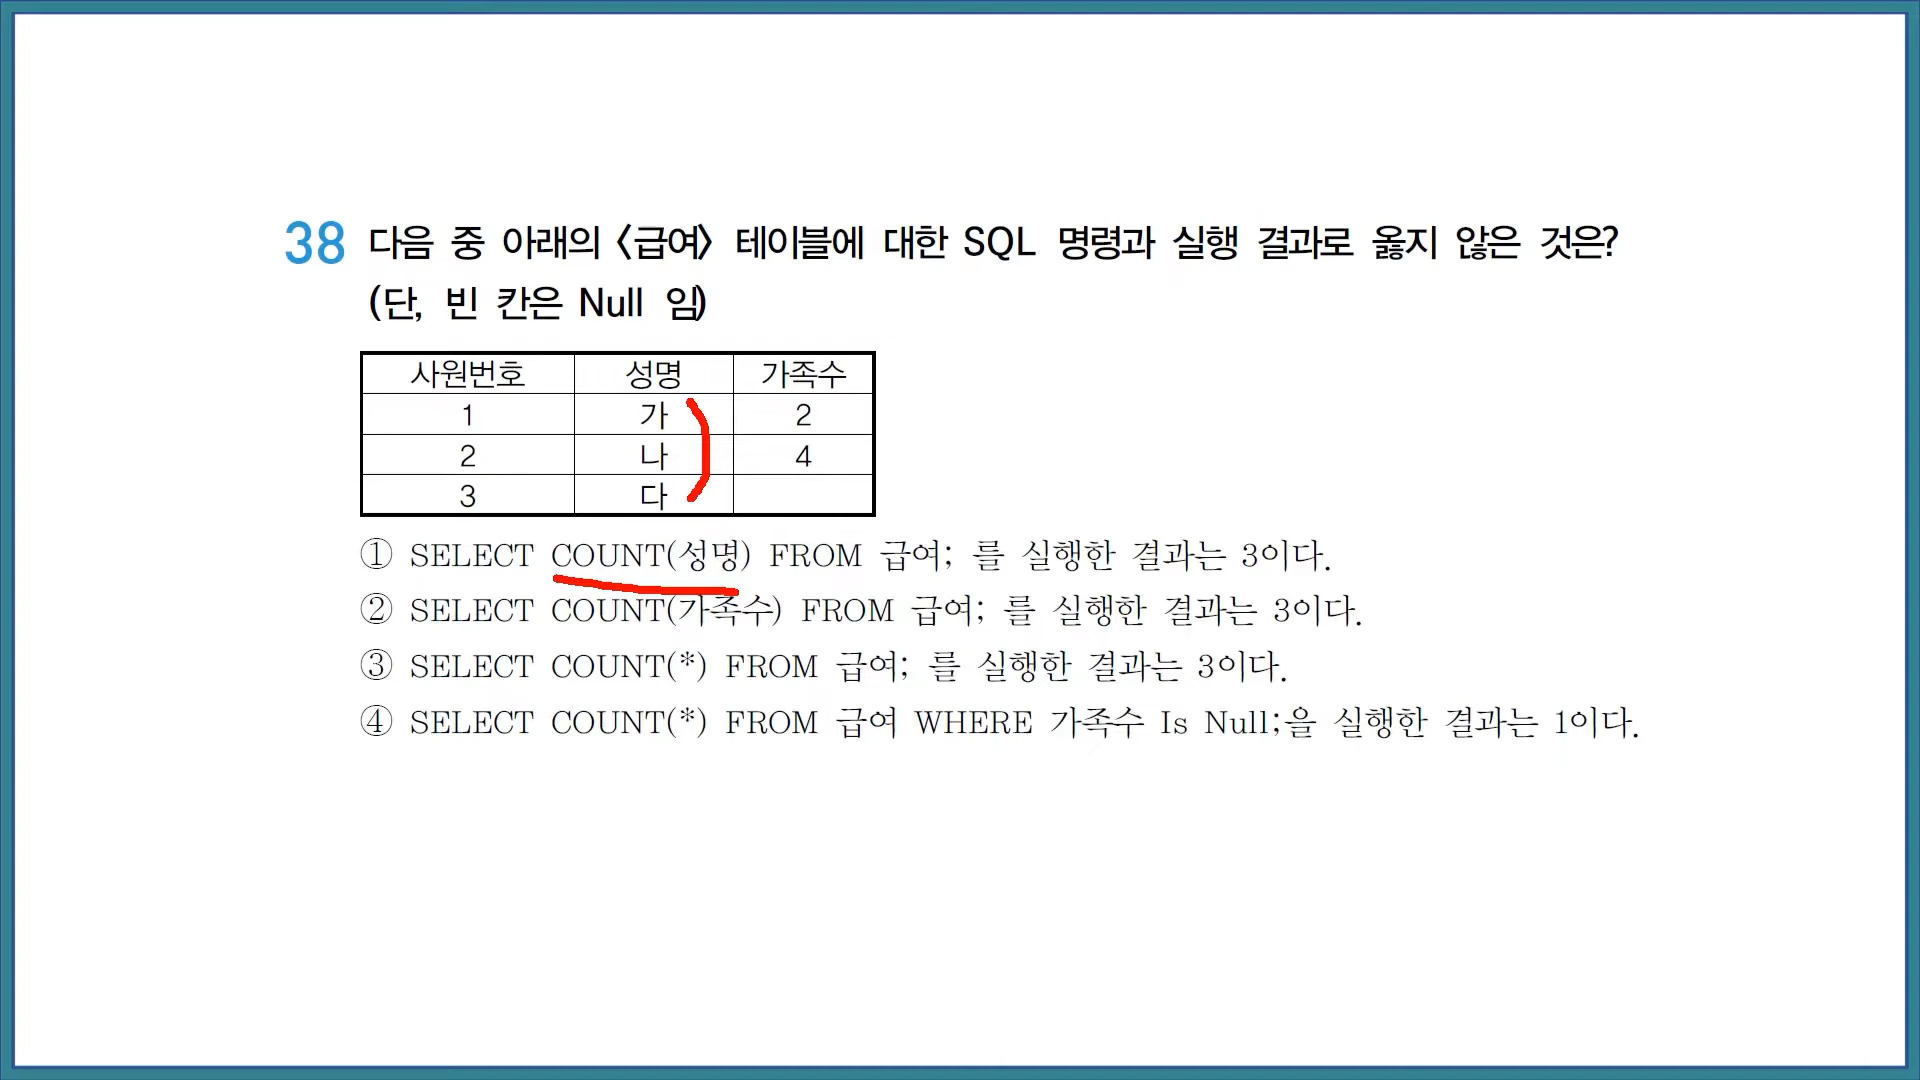 38 다음 중 아래의 〈급여〉 테이블에 대한 SQL 명령과 실행 결과로 옳지 않은 것은?
(단, 빈 칸은 Null 임)
사원번호 성명 가족수
1 가 2
2 나 4
3 다
① SELECT COUNT(성명) FROM 급여; 를 실행한 결과는 3이다.
② SELECT COUNT(가족수) FROM 급여; 를 실행한 결과는 3이다.
③ SELECT COUNT(*) FROM 급여; 를 실행한 결과는 3이다.
④ SELECT COUNT(*) FROM 급여 WHERE 가족수 Is Null;을 실행한 결과는 1이다.